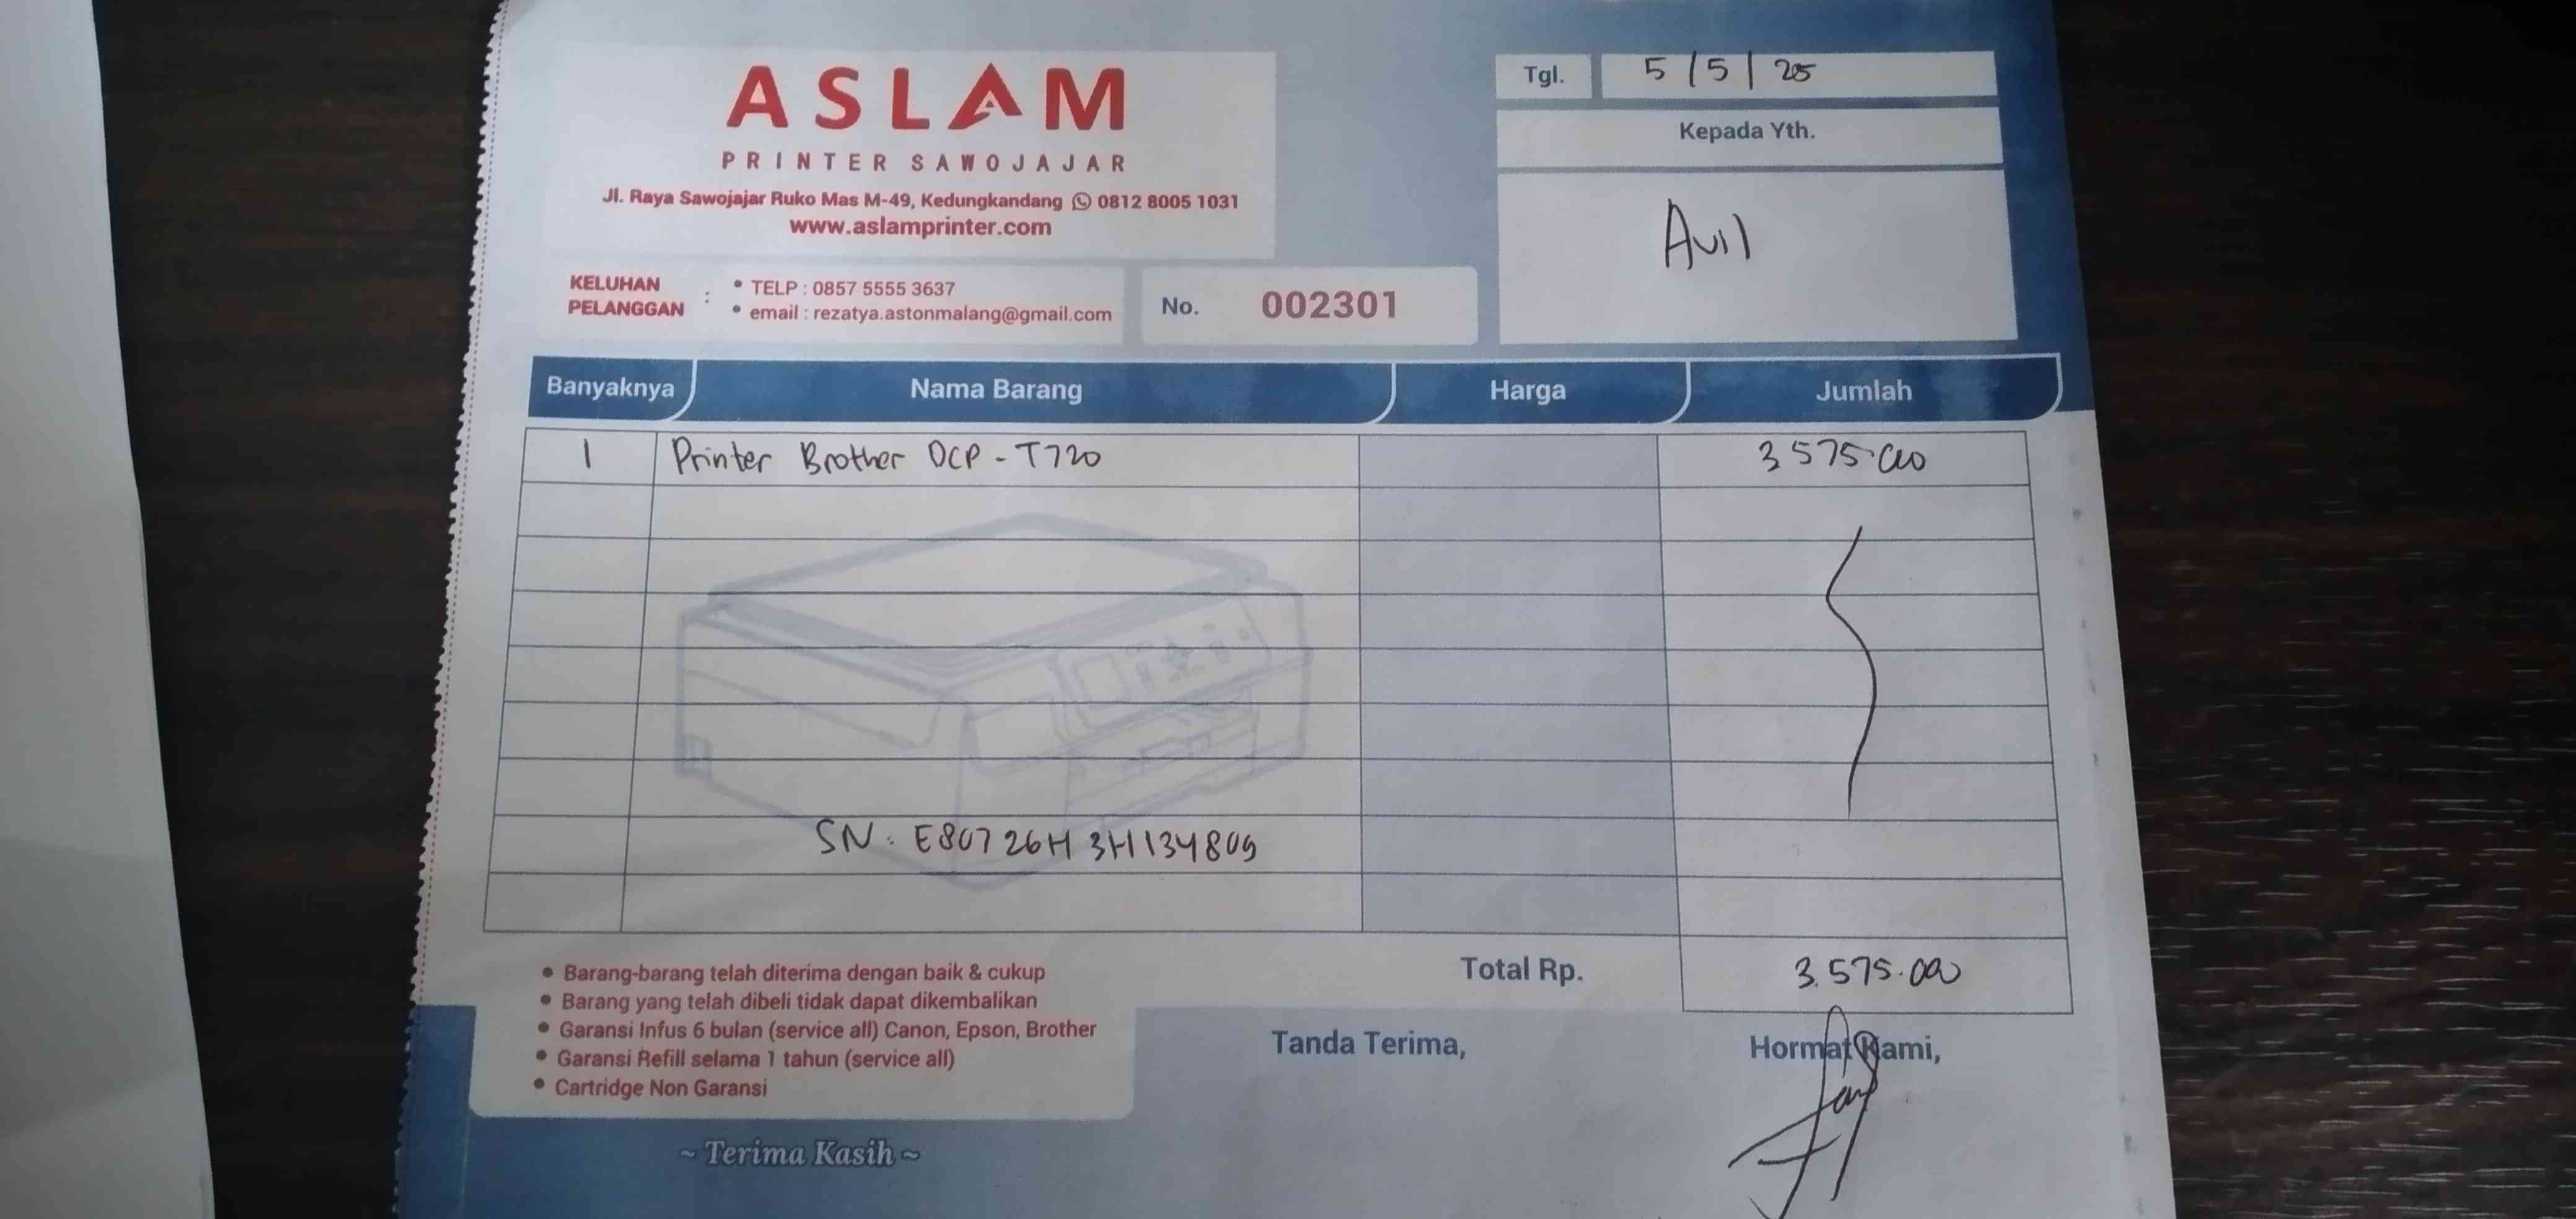 ASLAM
PRINTER SAWOJAJAR
Jl. Raya Sawojajar Ruko Mas M-49, Kedungkandang 0812 8005 1031
www.aslamprinter.com
KELUHAN PELANGGAN :
• TELP : 0857 5555 3637
• email : rezatya.astonmalang@gmail.com
No. 002301
Tgl. 5/5/25
Kepada Yth.
Avil
Banyaknya Nama Barang Harga Jumlah
1 Printer Brother DCP-T720 3575.000
SN: E80726H3H134809
Total Rp. 3.575.000
• Barang-barang telah diterima dengan baik & cukup
• Barang yang telah dibeli tidak dapat dikembalikan
• Garansi Infus 6 bulan (service all) Canon, Epson, Brother
• Garansi Refill selama 1 tahun (service all)
• Cartridge Non Garansi
Tanda Terima,
Hormat Kami,
~ Terima Kasih ~